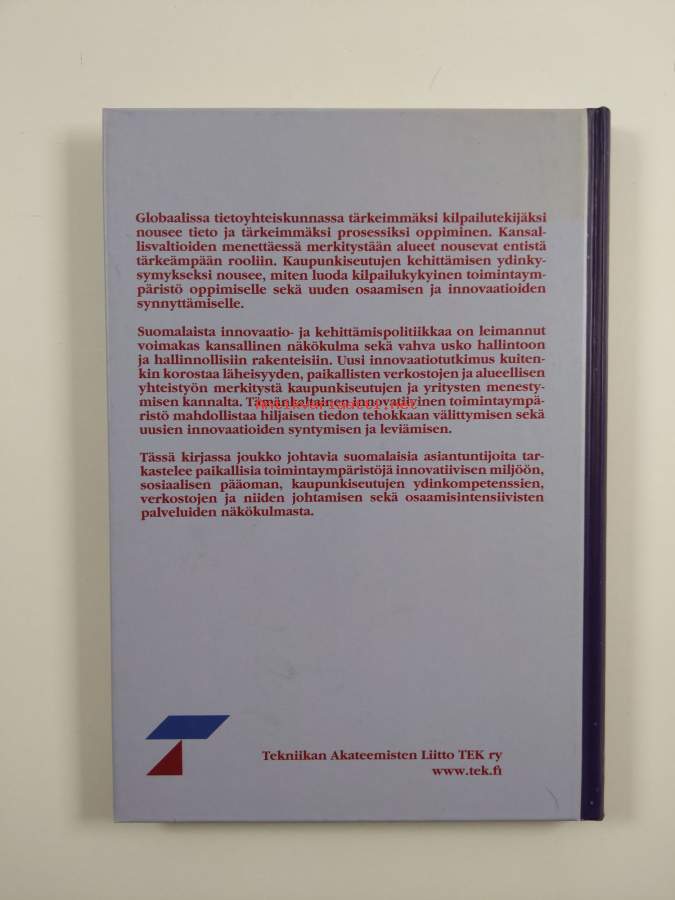 Globaalissa tietoyhteiskunnassa tärkeimmäksi kilpailutekijäksi
nousee tieto ja tärkeimmäksi prosessiksi oppiminen. Kansal-
lisvaltioiden menettäessä merkitystään alueet nousevat entistä
tärkeämpään rooliin. Kaupunkiseutujen kehittämisen ydinky-
symykseksi nousee, miten luoda kilpailukykyinen toimintaym-
päristö oppimiselle sekä uuden osaamisen ja innovaatioiden
synnyttämiselle.
Suomalaista innovaatio- ja kehittämispolitiikkaa on leimannut
voimakas kansallinen näkökulma sekä vahva usko hallintoon
ja hallinnollisiin rakenteisiin. Uusi innovaatiotutkimus kuiten-
kin korostaa läheisyyden, paikallisten verkostojen ja alueellisen
yhteistyön merkitystä kaupunkiseutujen ja yritysten menesty-
misen kannalta. Tämänkaltainen innovatiivinen toimintaympä-
ristö mahdollistaa hiljaisen tiedon tehokkaan välittymisen sekä
uusien innovaatioiden syntymisen ja leviämisen.
Tässä kirjassa joukko johtavia suomalaisia asiantuntijoita tar-
kastelee paikallisia toimintaympäristöjä innovatiivisen miljöön,
sosiaalisen pääoman, kaupunkiseutujen ydinkompetenssien,
verkostojen ja niiden johtamisen sekä osaamisintensiivisten
palveluiden näkökulmasta.
Tekniikan Akateemisten Liitto TEK ry
www.tek.fi